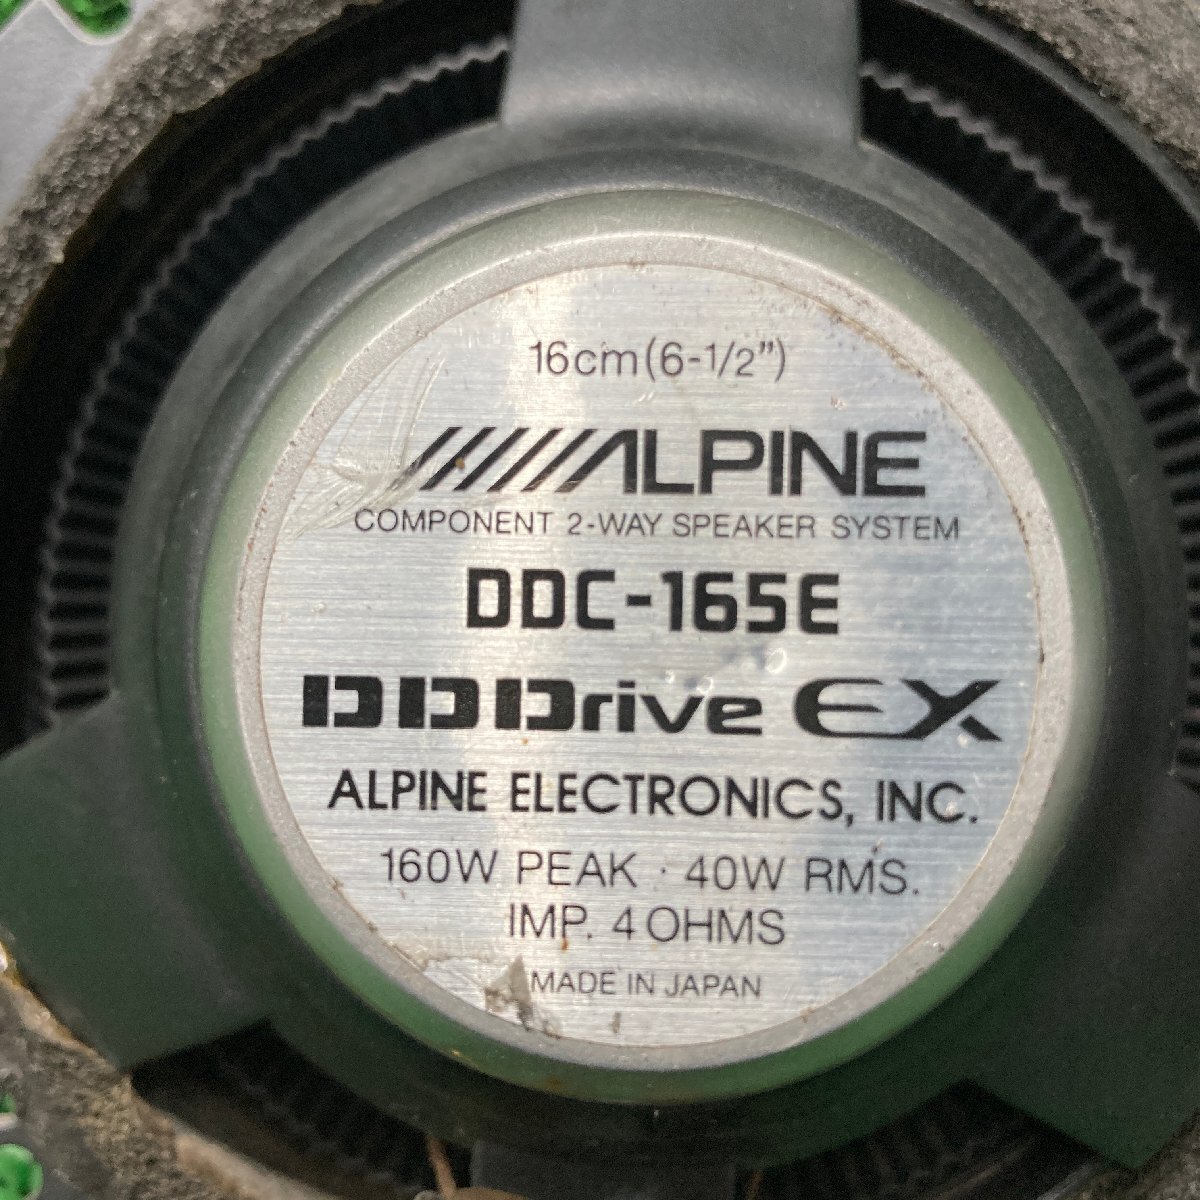 16cm(6-1/2”)
ALPINE
COMPONENT 2-WAY SPEAKER SYSTEM
DDC-165E
DDDrive EX
ALPINE ELECTRONICS, INC.
160W PEAK · 40W RMS.
IMP. 4 OHMS
MADE IN JAPAN